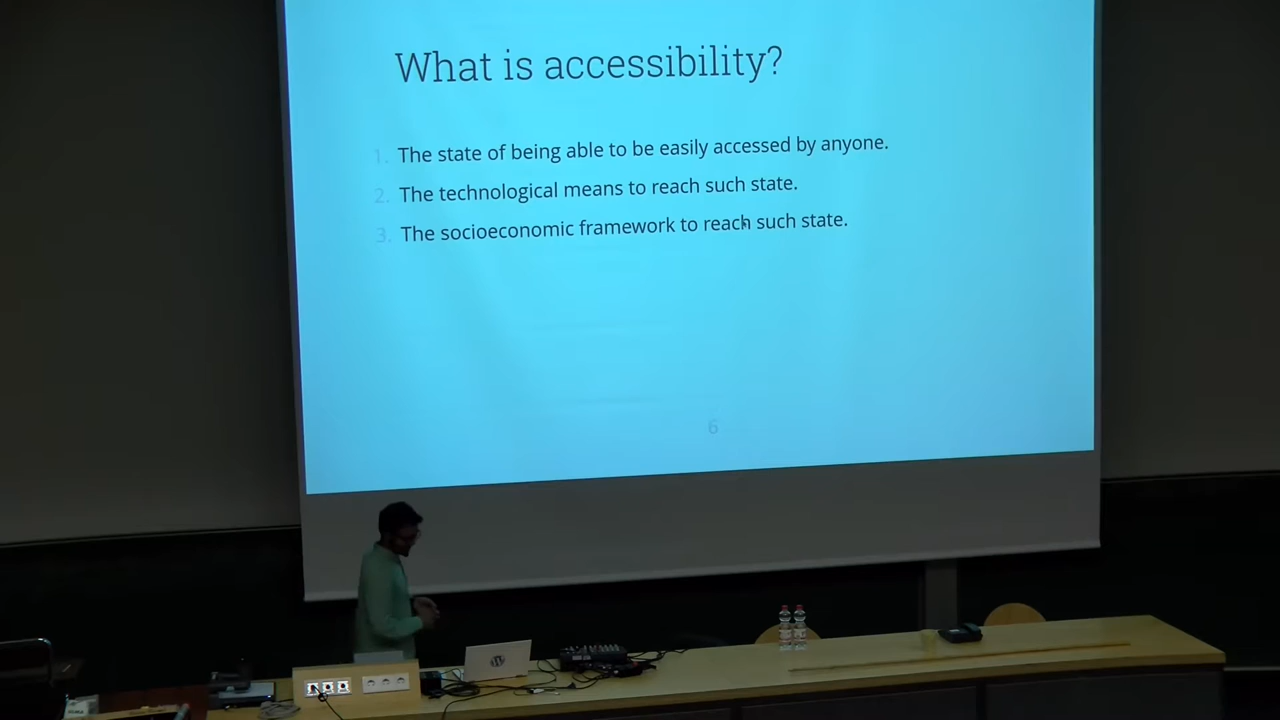 What is accessibility?
1. The state of being able to be easily accessed by anyone.
2. The technological means to reach such state.
3. The socioeconomic framework to reach such state.
6